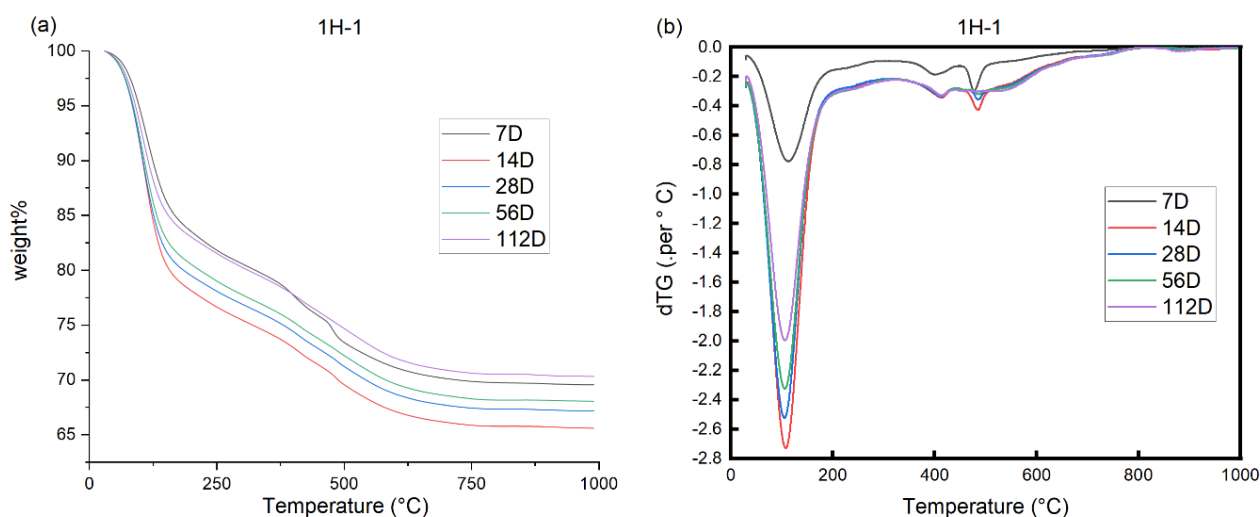 (a)
1H-1
100
95
90
85
80
75
70
65
weight%
0
250
500
750
1000
Temperature (°C)
7D
14D
28D
56D
112D
(b)
1H-1
0.0
-0.2
-0.4
-0.6
-0.8
-1.0
-1.2
-1.4
-1.6
-1.8
-2.0
-2.2
-2.4
-2.6
-2.8
dTG (.per ° C)
0
200
400
600
800
1000
Temperature (°C)
7D
14D
28D
56D
112D